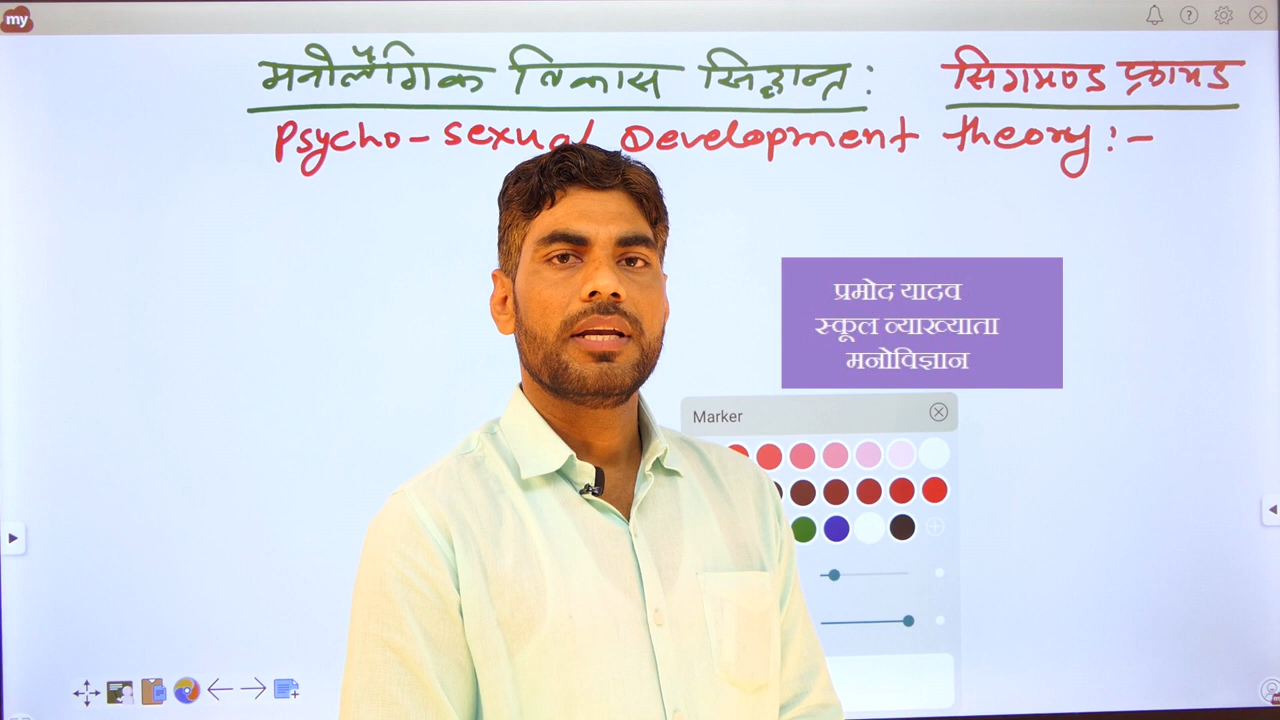 my
मनोलैंगिक विकास सिद्धान्त : सिगमण्ड फ्रायड
Psycho-sexual Development theory:-
प्रमोद यादव
स्कूल व्याख्याता
मनोविज्ञान
Marker